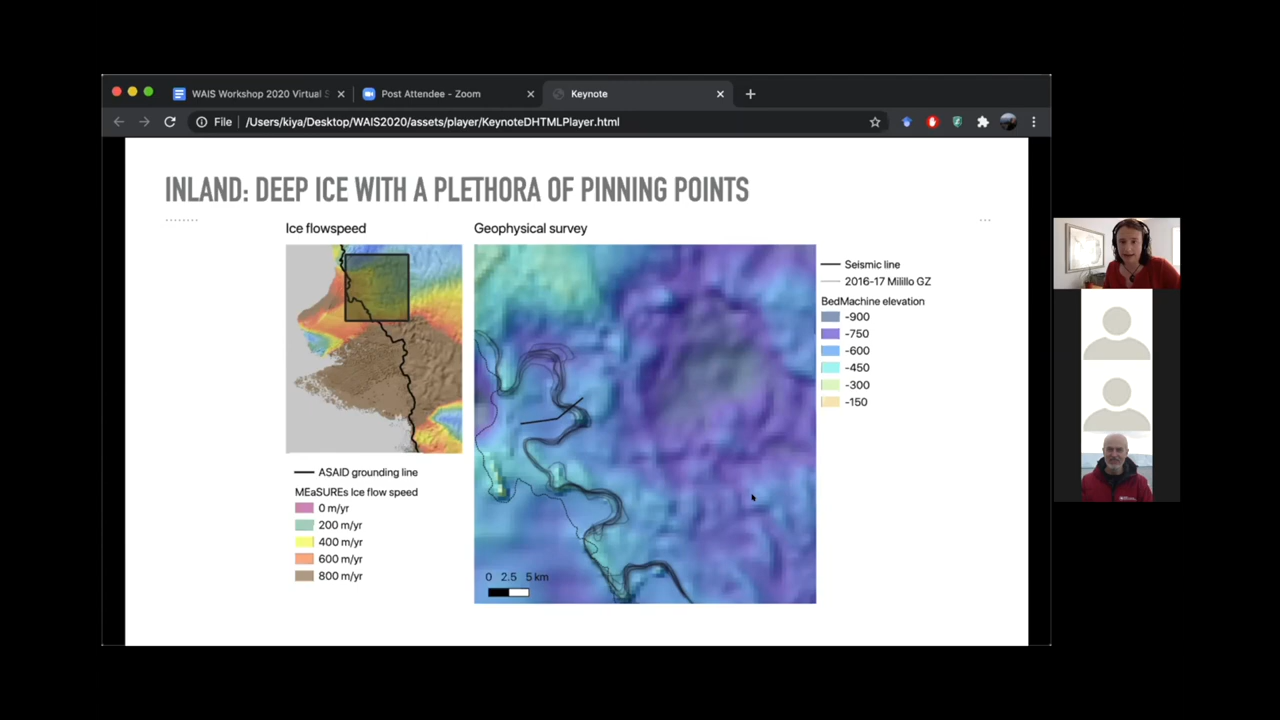 WAIS Workshop 2020 Virtual S
Post Attendee - Zoom
Keynote
File
/Users/kiya/Desktop/WAIS2020/assets/player/KeynoteDHTMLPlayer.html
INLAND: DEEP ICE WITH A PLETHORA OF PINNING POINTS
Ice flowspeed
Geophysical survey
Seismic line
2016-17 Milillo GZ
BedMachine elevation
-900
-750
-600
-450
-300
-150
ASAID grounding line
MEaSUREs Ice flow speed
0 m/yr
200 m/yr
400 m/yr
600 m/yr
800 m/yr
0 2.5 5 km